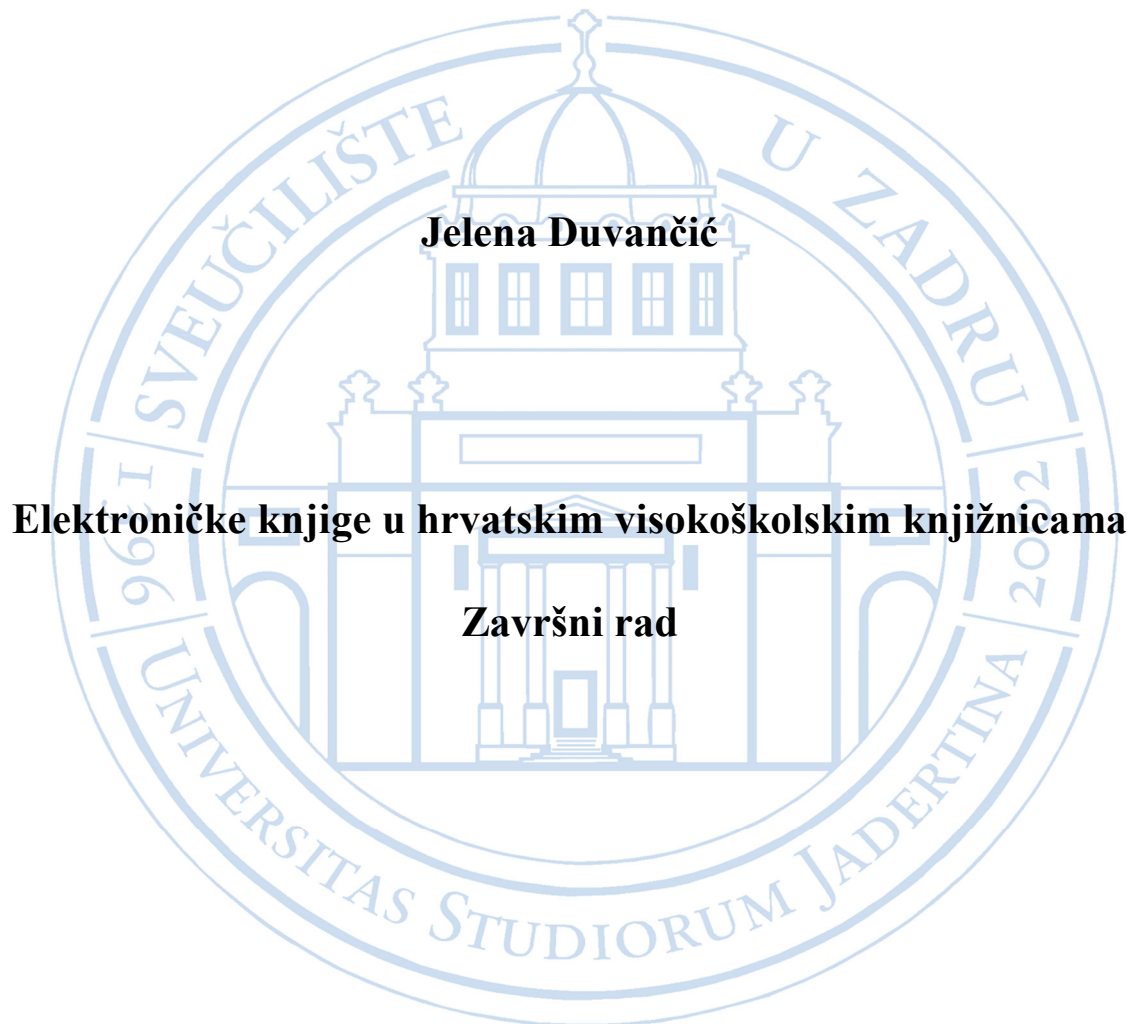 SVEUČILIŠTE U ZADRU
Jelena Duvančić
Elektroničke knjige u hrvatskim visokoškolskim knjižnicama
1396
2002
Završni rad
UNIVERSITAS STUDIORUM JADERTINA